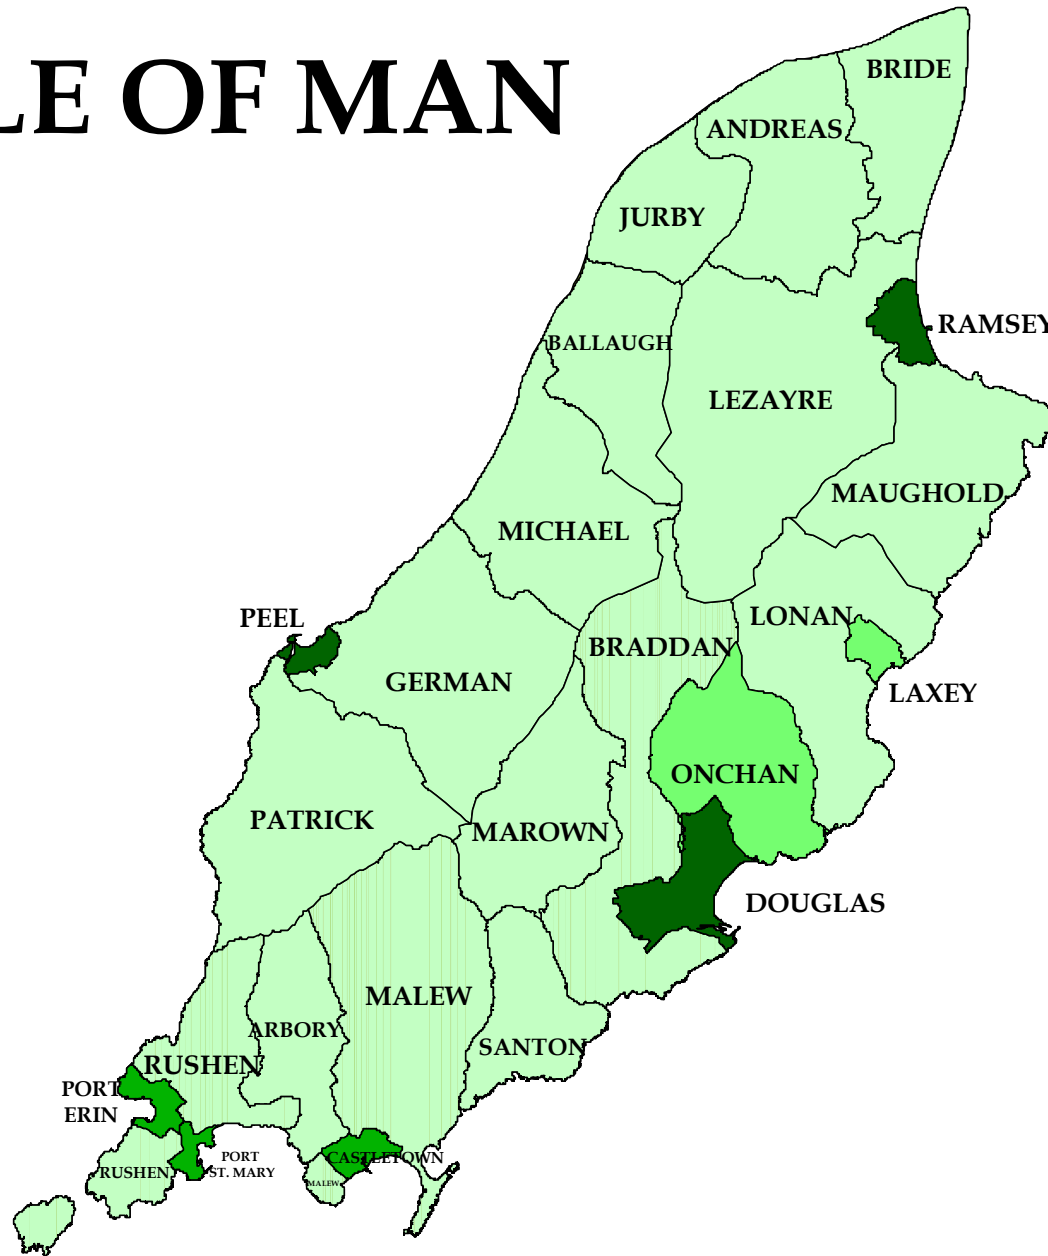 LE OF MAN
BRIDE
ANDREAS
JURBY
RAMSEY
BALLAUGH
LEZAYRE
MAUGHOLD
MICHAEL
PEEL
LONAN
BRADDAN
GERMAN
LAXEY
ONCHAN
PATRICK
MAROWN
DOUGLAS
MALEW
ARBORY
SANTON
RUSHEN
PORT
ERIN
PORT
ST. MARY
CASTLETOWN
RUSHEN
MALEW